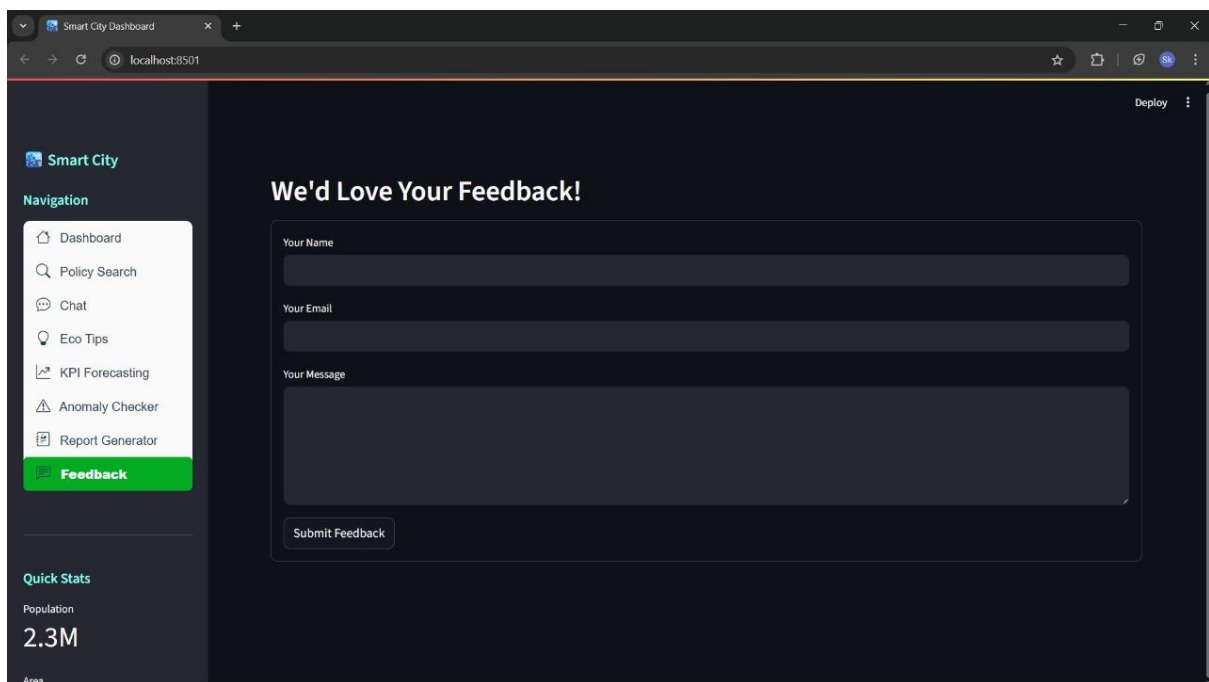 Smart City Dashboard
localhost:8501
Sk
Deploy
Smart City
Navigation
Dashboard
Policy Search
Chat
Eco Tips
KPI Forecasting
Anomaly Checker
Report Generator
Feedback
Quick Stats
Population
2.3M
Area
We'd Love Your Feedback!
Your Name
Your Email
Your Message
Submit Feedback